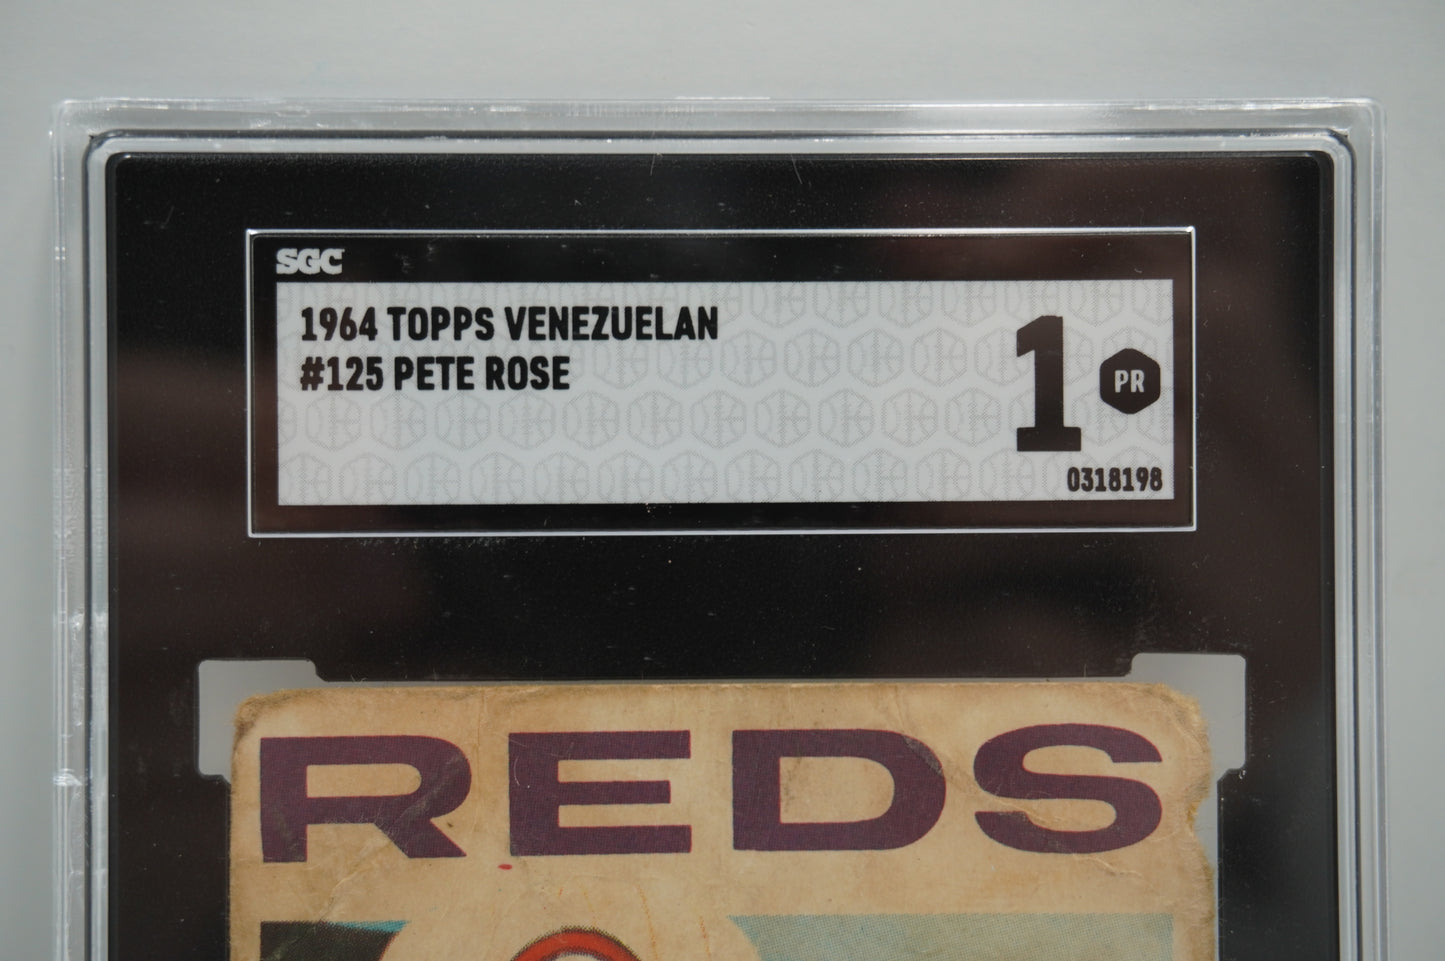 SGC
1964 TOPPS VENEZUELAN
#125 PETE ROSE
1 PR
0318198
REDS